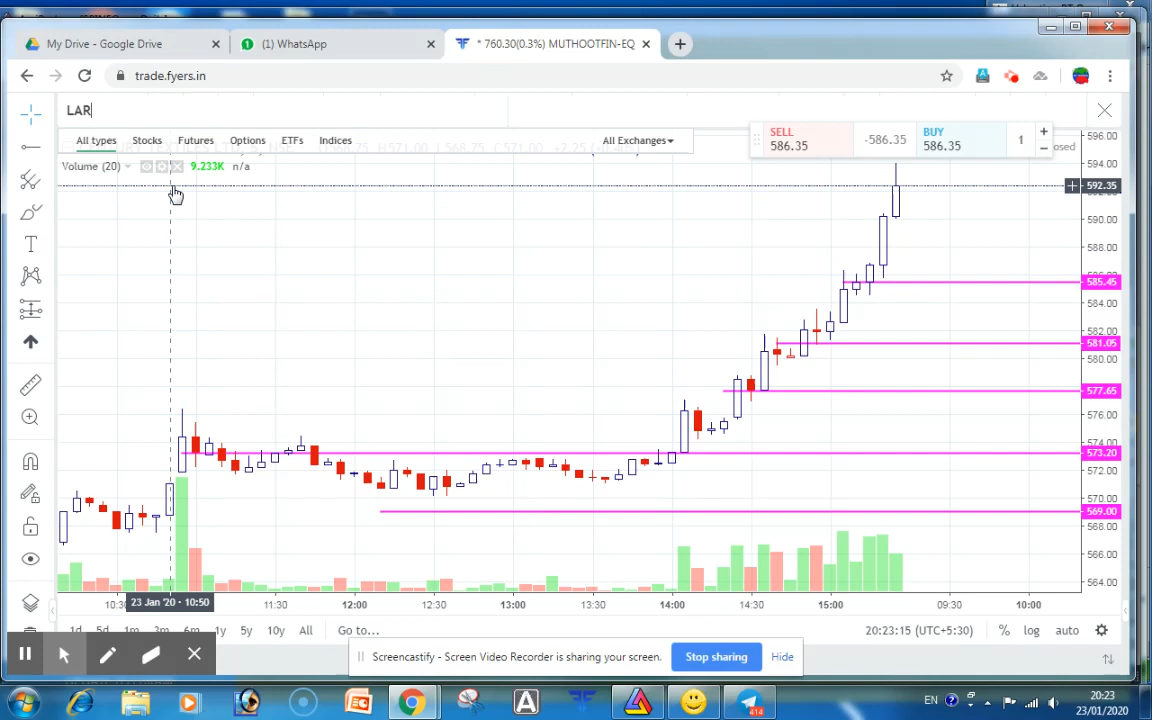 My Drive - Google Drive
(1) WhatsApp
* 760.30(0.3%) MUTHOOTFIN-EQ
trade.fyers.in
LAR
All types Stocks Futures Options ETFs Indices All Exchanges
SELL
586.35
-586.35
BUY
586.35
1
osed
Volume (20) 9.233K n/a
596.00
594.00
592.35
590.00
588.00
585.45
584.00
582.00
581.05
580.00
577.65
576.00
574.00
573.20
572.00
570.00
569.00
568.00
566.00
564.00
10:30 23 Jan '20 - 10:50 11:30 12:00 12:30 13:00 13:30 14:00 14:30 15:00 09:30 10:00
1d 5d 1m 3m 6m 1y 5y 10y All Go to... 20:23:15 (UTC+5:30) % log auto
Screencastify - Screen Video Recorder is sharing your screen. Stop sharing Hide
414
EN
20:23
23/01/2020